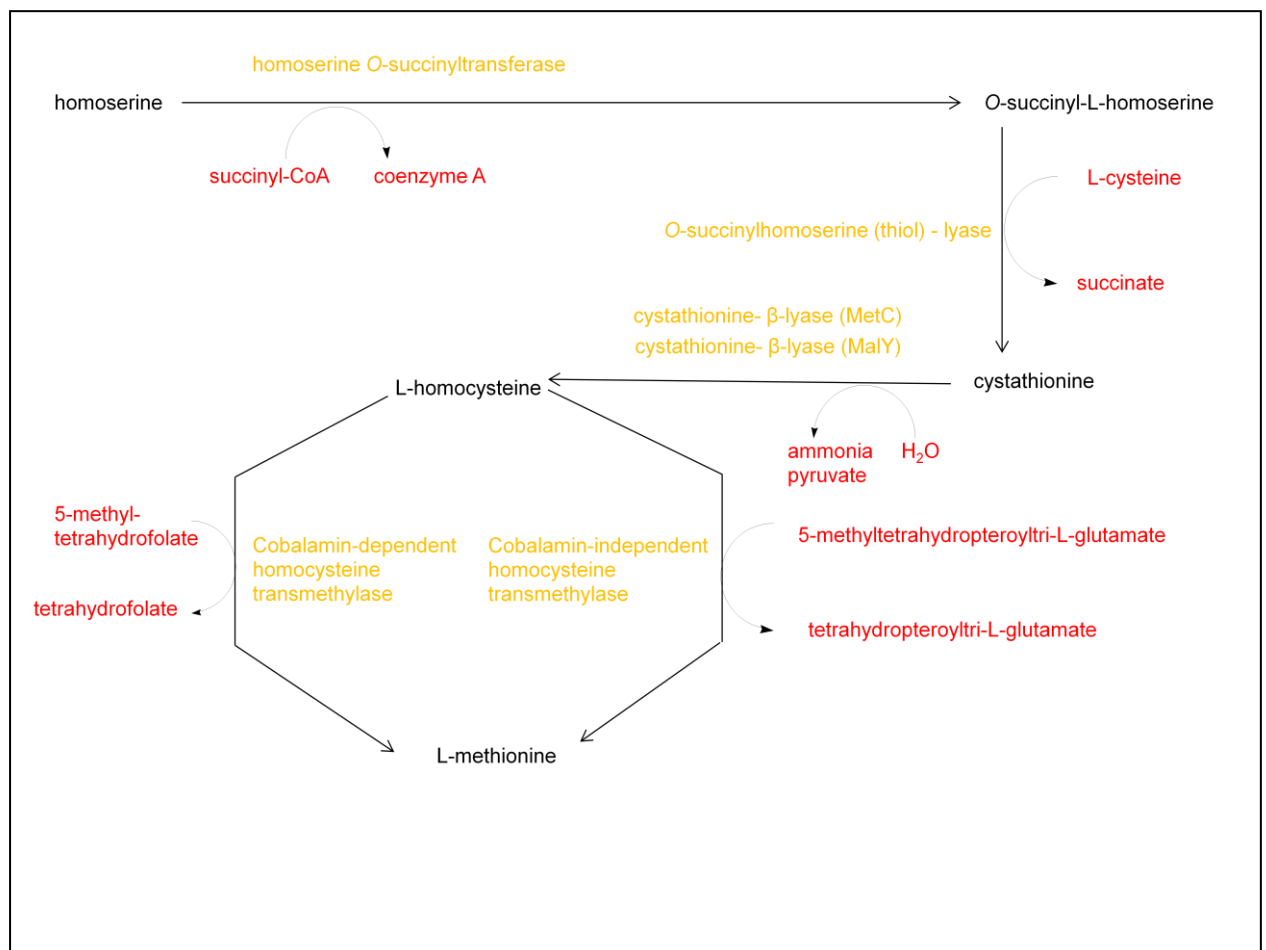 homoserine O-succinyltransferase
homoserine
O-succinyl-L-homoserine
succinyl-CoA
coenzyme A
L-cysteine
O-succinylhomoserine (thiol) - lyase
succinate
cystathionine- β-lyase (MetC)
cystathionine- β-lyase (MalY)
cystathionine
L-homocysteine
ammonia
pyruvate
H₂O
5-methyl-
tetrahydrofolate
tetrahydrofolate
Cobalamin-dependent
homocysteine
transmethylase
Cobalamin-independent
homocysteine
transmethylase
5-methyltetrahydropteroyltri-L-glutamate
tetrahydropteroyltri-L-glutamate
L-methionine